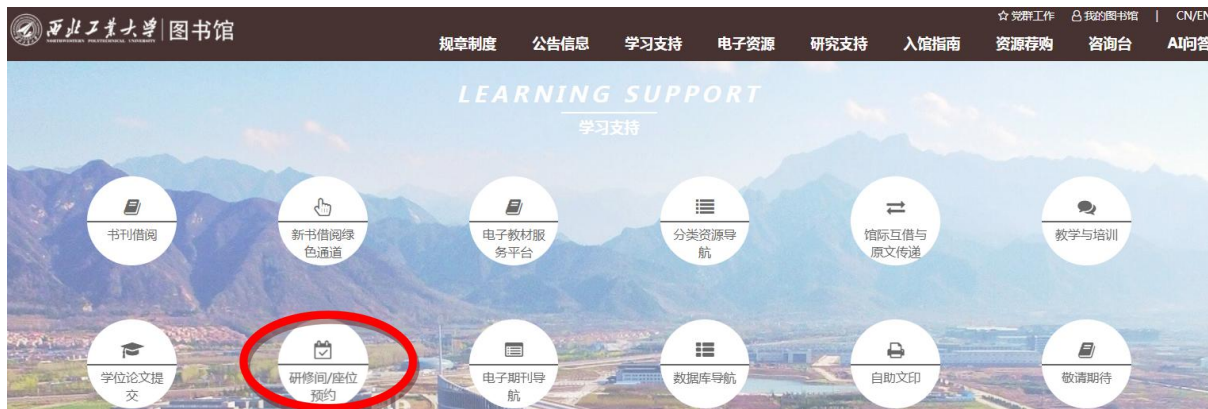 ☆ 党群工作 我的图书馆 | CN/EN
西北工业大学 图书馆
NORTHWESTERN POLYTECHNICAL UNIVERSITY
规章制度 公告信息 学习支持 电子资源 研究支持 入馆指南 资源荐购 咨询台 AI问答
LEARNING SUPPORT
学习支持
书刊借阅
新书借阅绿
色通道
电子教材服
务平台
分类资源导
航
馆际互借与
原文传递
教学与培训
学位论文提
交
研修间/座位
预约
电子期刊导
航
数据库导航
自助文印
敬请期待